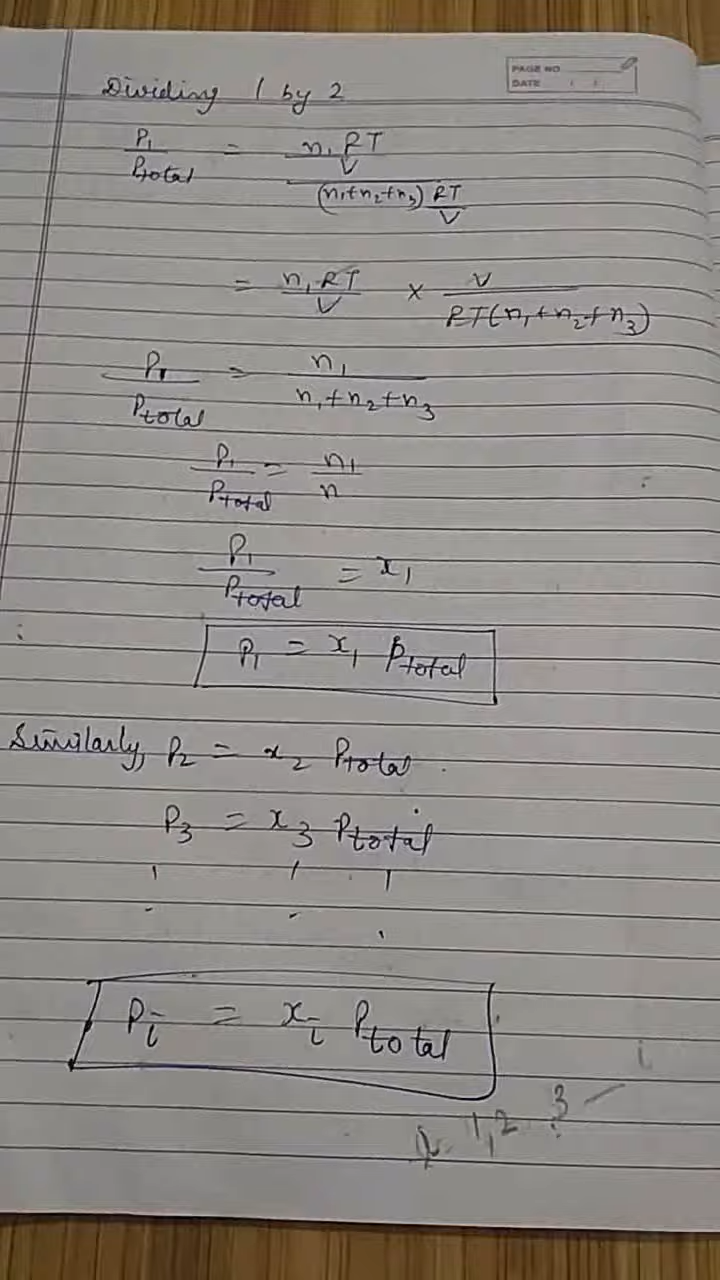 PAGE NO
DATE / /
Dividing 1 by 2
P₁/Ptotal = (n₁RT/V)/((n₁+n₂+n₃)RT/V)
= n₁RT/V × V/RT(n₁+n₂+n₃)
P₁/Ptotal = n₁/n₁+n₂+n₃
P₁/Ptotal = n₁/n
P₁/Ptotal = x₁
P₁ = x₁ Ptotal
Similarly, P₂ = x₂ Ptotal
P₃ = x₃ Ptotal
Pᵢ = xᵢ Ptotal
1,2 3 – i